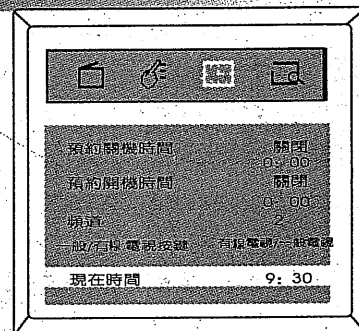 預約關機時間 關閉
0: 00
預約關機時間 關閉
0: 00
頻道 2
一般/有線電視按鍵 有線電視/一般電視
現在時間 9: 30